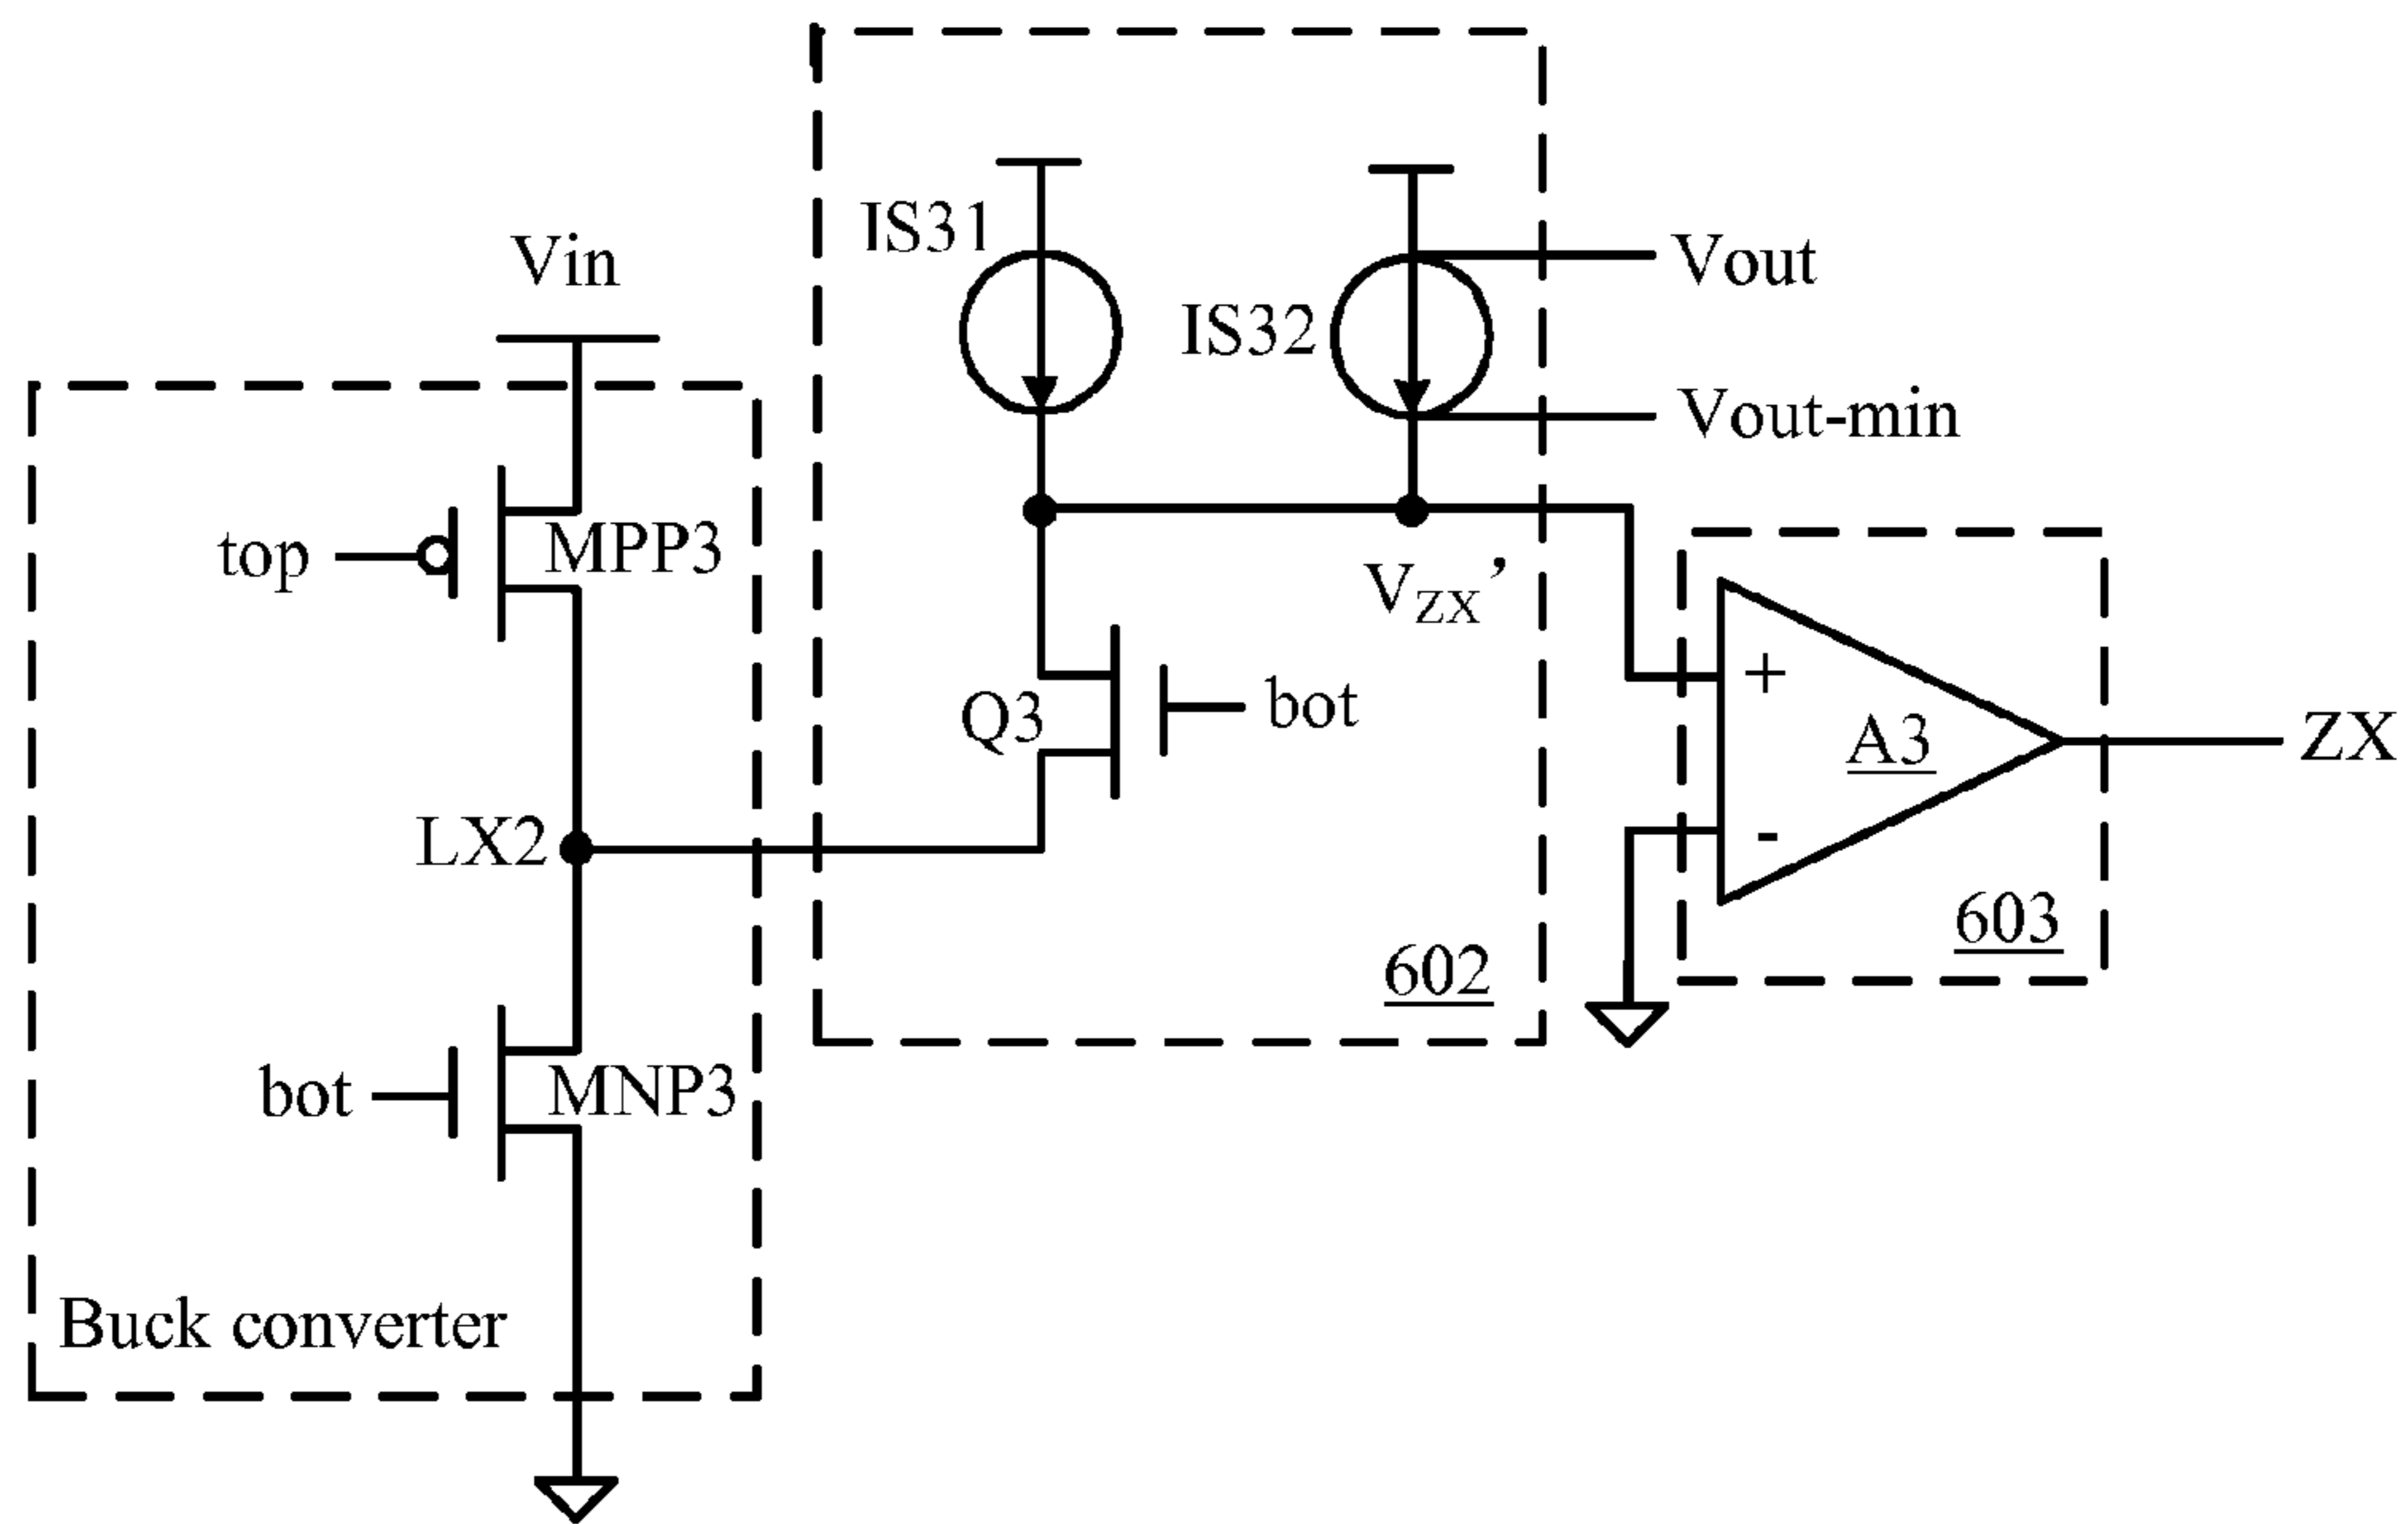 IS31
Vin
Vout
IS32
Vout-min
top
MPP3
VZX’
+
Q3
bot
A3
ZX
LX2
-
603
602
bot
MNP3
Buck converter